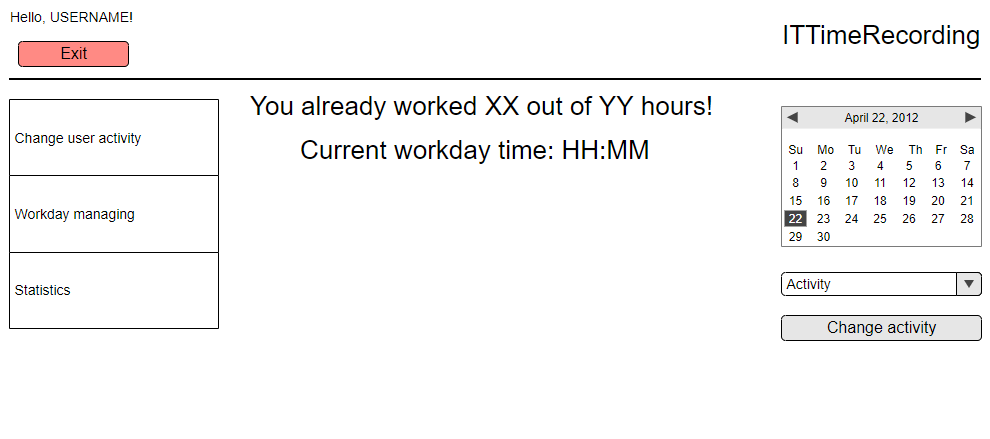 Hello, USERNAME!
Exit
ITTimeRecording
Change user activity
Workday managing
Statistics
You already worked XX out of YY hours!
Current workday time: HH:MM
April 22, 2012
Su Mo Tu We Th Fr Sa
1 2 3 4 5 6 7
8 9 10 11 12 13 14
15 16 17 18 19 20 21
22 23 24 25 26 27 28
29 30
Activity
Change activity